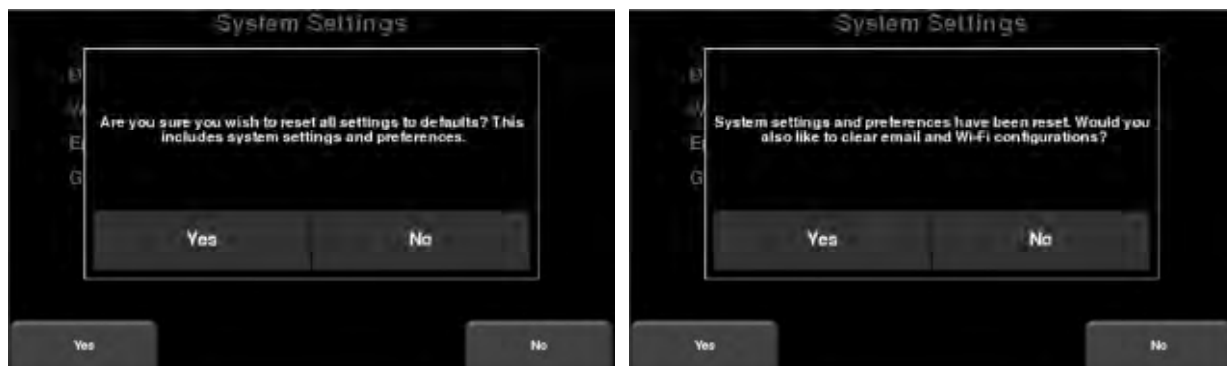 System Settings
Are you sure you wish to reset all settings to defaults? This
includes system settings and preferences.
Yes No
Yes No
System Settings
System settings and preferences have been reset. Would you
also like to clear email and Wi-Fi configurations?
Yes No
Yes No